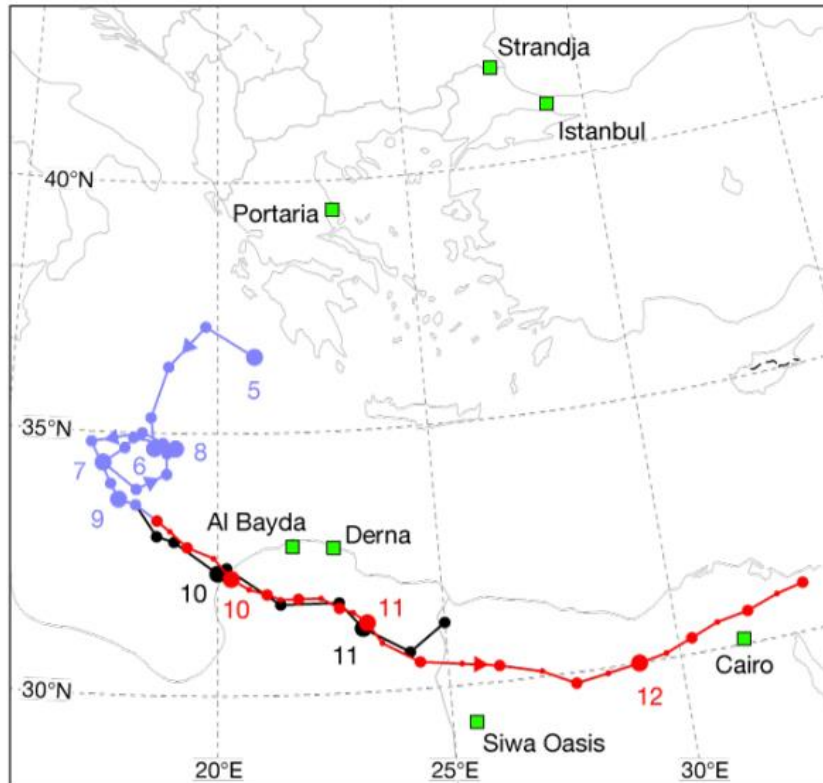 Strandja
Istanbul
40°N
Portaria
5
35°N
7
6
8
9
Al Bayda
Derna
10
10
11
11
30°N
12
Cairo
Siwa Oasis
20°E
25°E
30°E